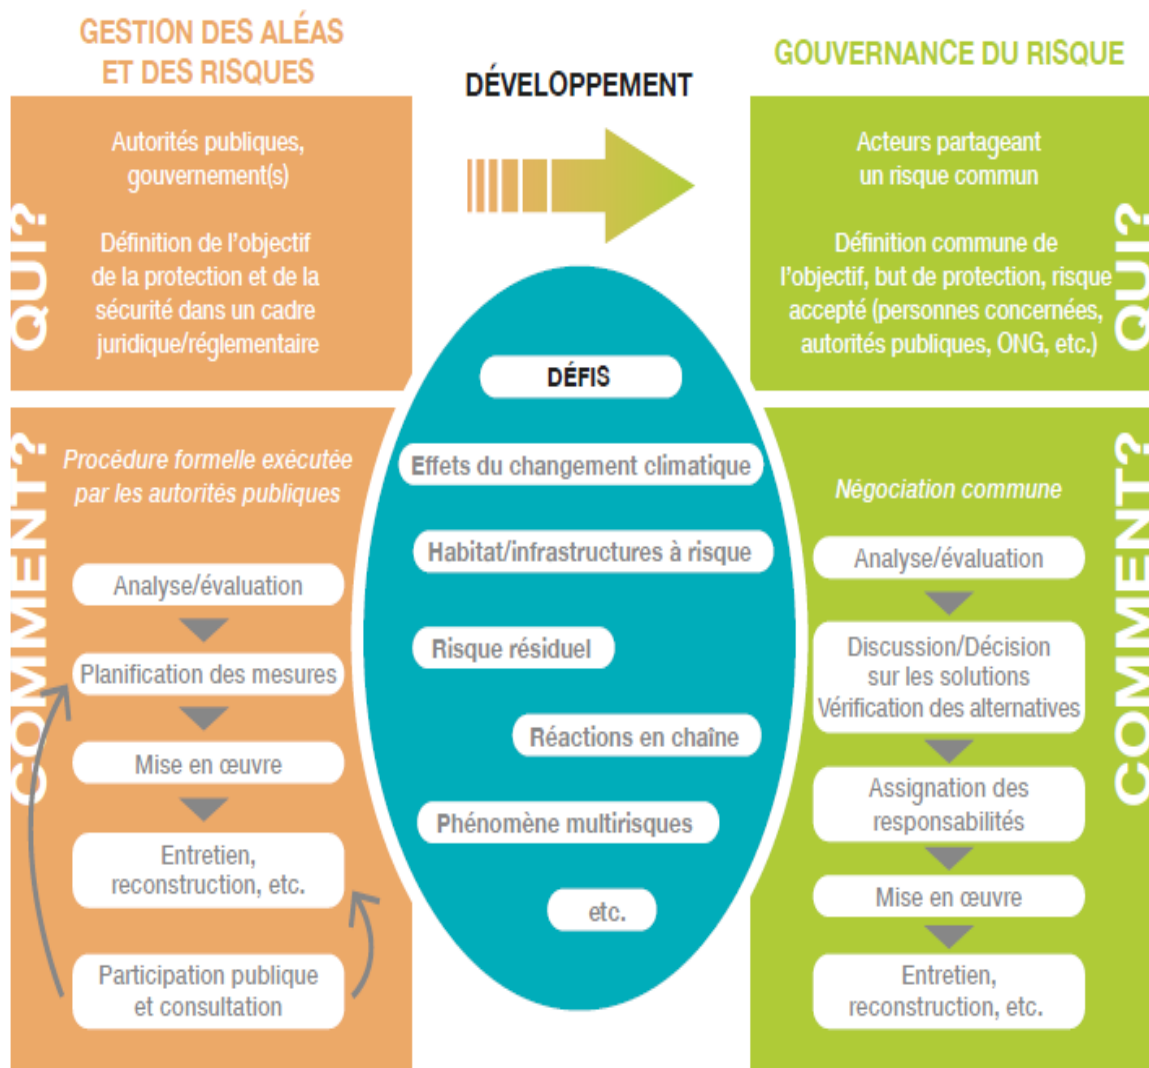 GESTION DES ALÉAS
ET DES RISQUES
QUI?
Autorités publiques,
gouvernement(s)
Définition de l'objectif
de la protection et de la
sécurité dans un cadre
juridique/réglementaire
COMMENT?
Procédure formelle exécutée
par les autorités publiques
Analyse/évaluation
Planification des mesures
Mise en œuvre
Entretien,
reconstruction, etc.
Participation publique
et consultation
DÉVELOPPEMENT
DÉFIS
Effets du changement climatique
Habitat/infrastructures à risque
Risque résiduel
Réactions en chaîne
Phénomène multirisques
etc.
GOUVERNANCE DU RISQUE
QUI?
Acteurs partageant
un risque commun
Définition commune de
l'objectif, but de protection, risque
accepté (personnes concernées,
autorités publiques, ONG, etc.)
COMMENT?
Négociation commune
Analyse/évaluation
Discussion/Décision
sur les solutions
Vérification des alternatives
Assignation des
responsabilités
Mise en œuvre
Entretien,
reconstruction, etc.